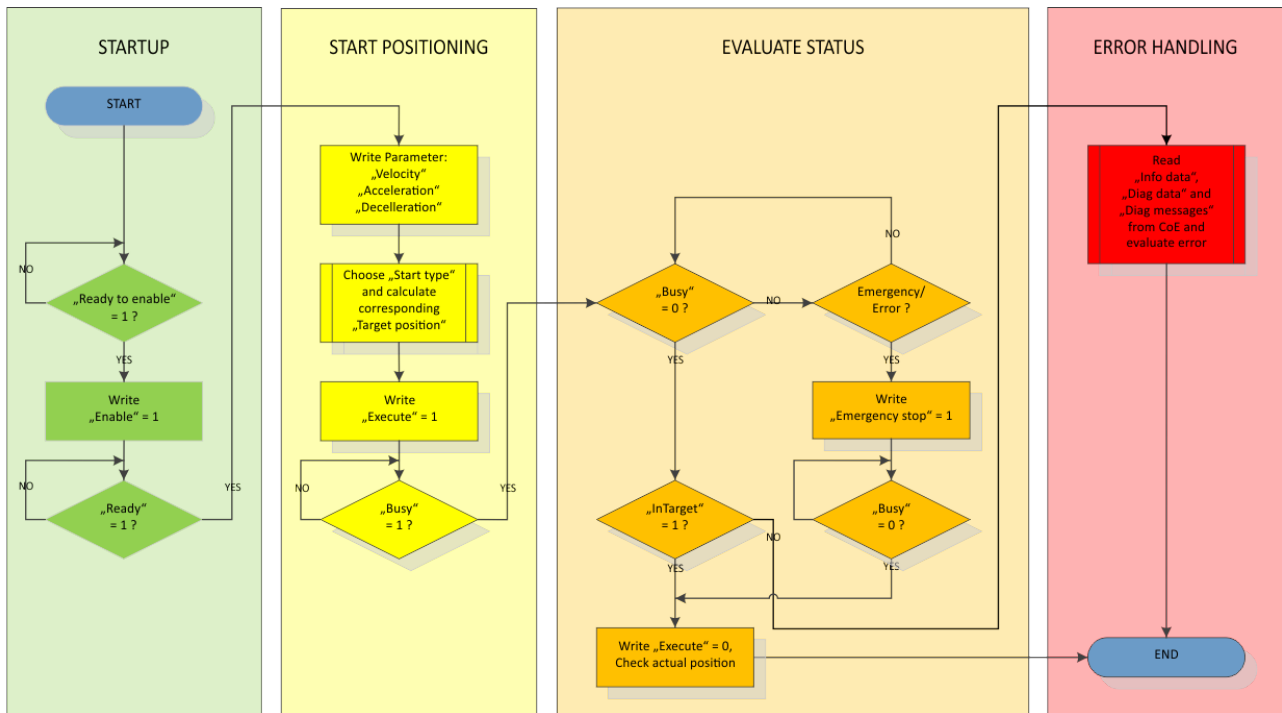 STARTUP
START
NO
„Ready to enable“
= 1 ?
YES
Write
„Enable“ = 1
NO
„Ready“
= 1 ?
YES
START POSITIONING
Write Parameter:
„Velocity“
„Acceleration“
„Decelleration“
Choose „Start type“
and calculate
corresponding
„Target position“
Write
„Execute“ = 1
NO
„Busy“
= 1 ?
YES
EVALUATE STATUS
NO
„Busy“
= 0 ?
NO
Emergency/
Error ?
YES
YES
Write
„Emergency stop“ = 1
NO
„InTarget“
= 1 ?
NO
„Busy“
= 0 ?
YES
YES
Write „Execute“ = 0,
Check actual position
ERROR HANDLING
Read
„Info data“,
„Diag data“ and
„Diag messages“
from CoE and
evaluate error
END